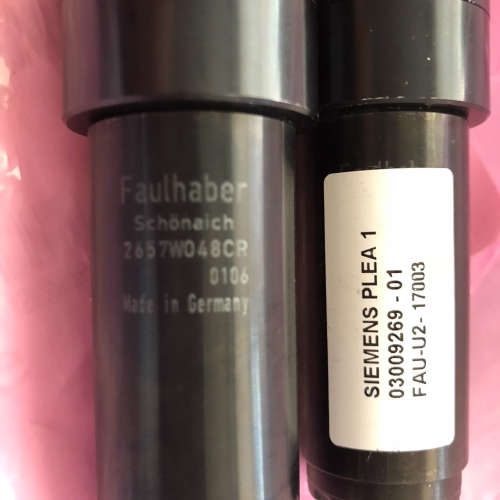 Faulhaber
Schönaich
2657W048CR
0106
Made in Germany
SIEMENS PLEA 1
03009269 - 01
FAU-U2- 17003